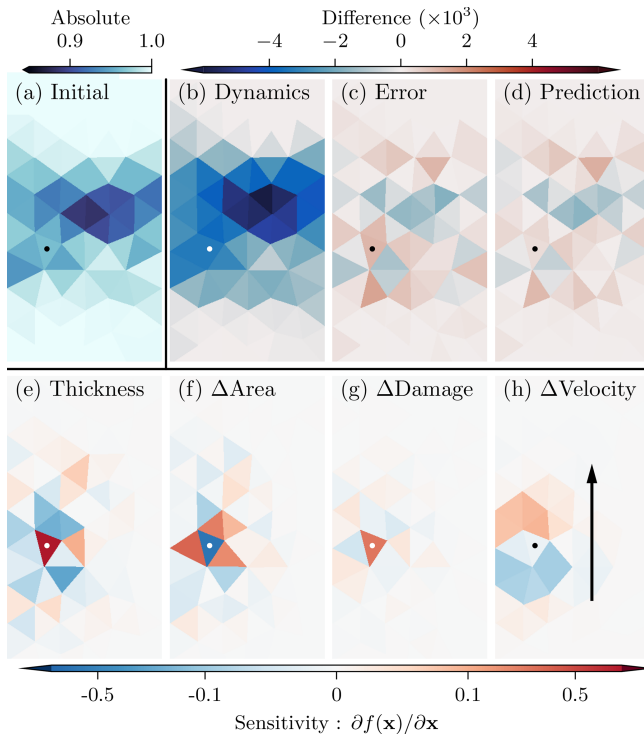 Absolute
Difference (×10³)
0.9 1.0
−4 −2 0 2 4
(a) Initial
(b) Dynamics
(c) Error
(d) Prediction
(e) Thickness
(f) ΔArea
(g) ΔDamage
(h) ΔVelocity
-0.5 -0.1 0 0.1 0.5
Sensitivity : ∂f(x)/∂x